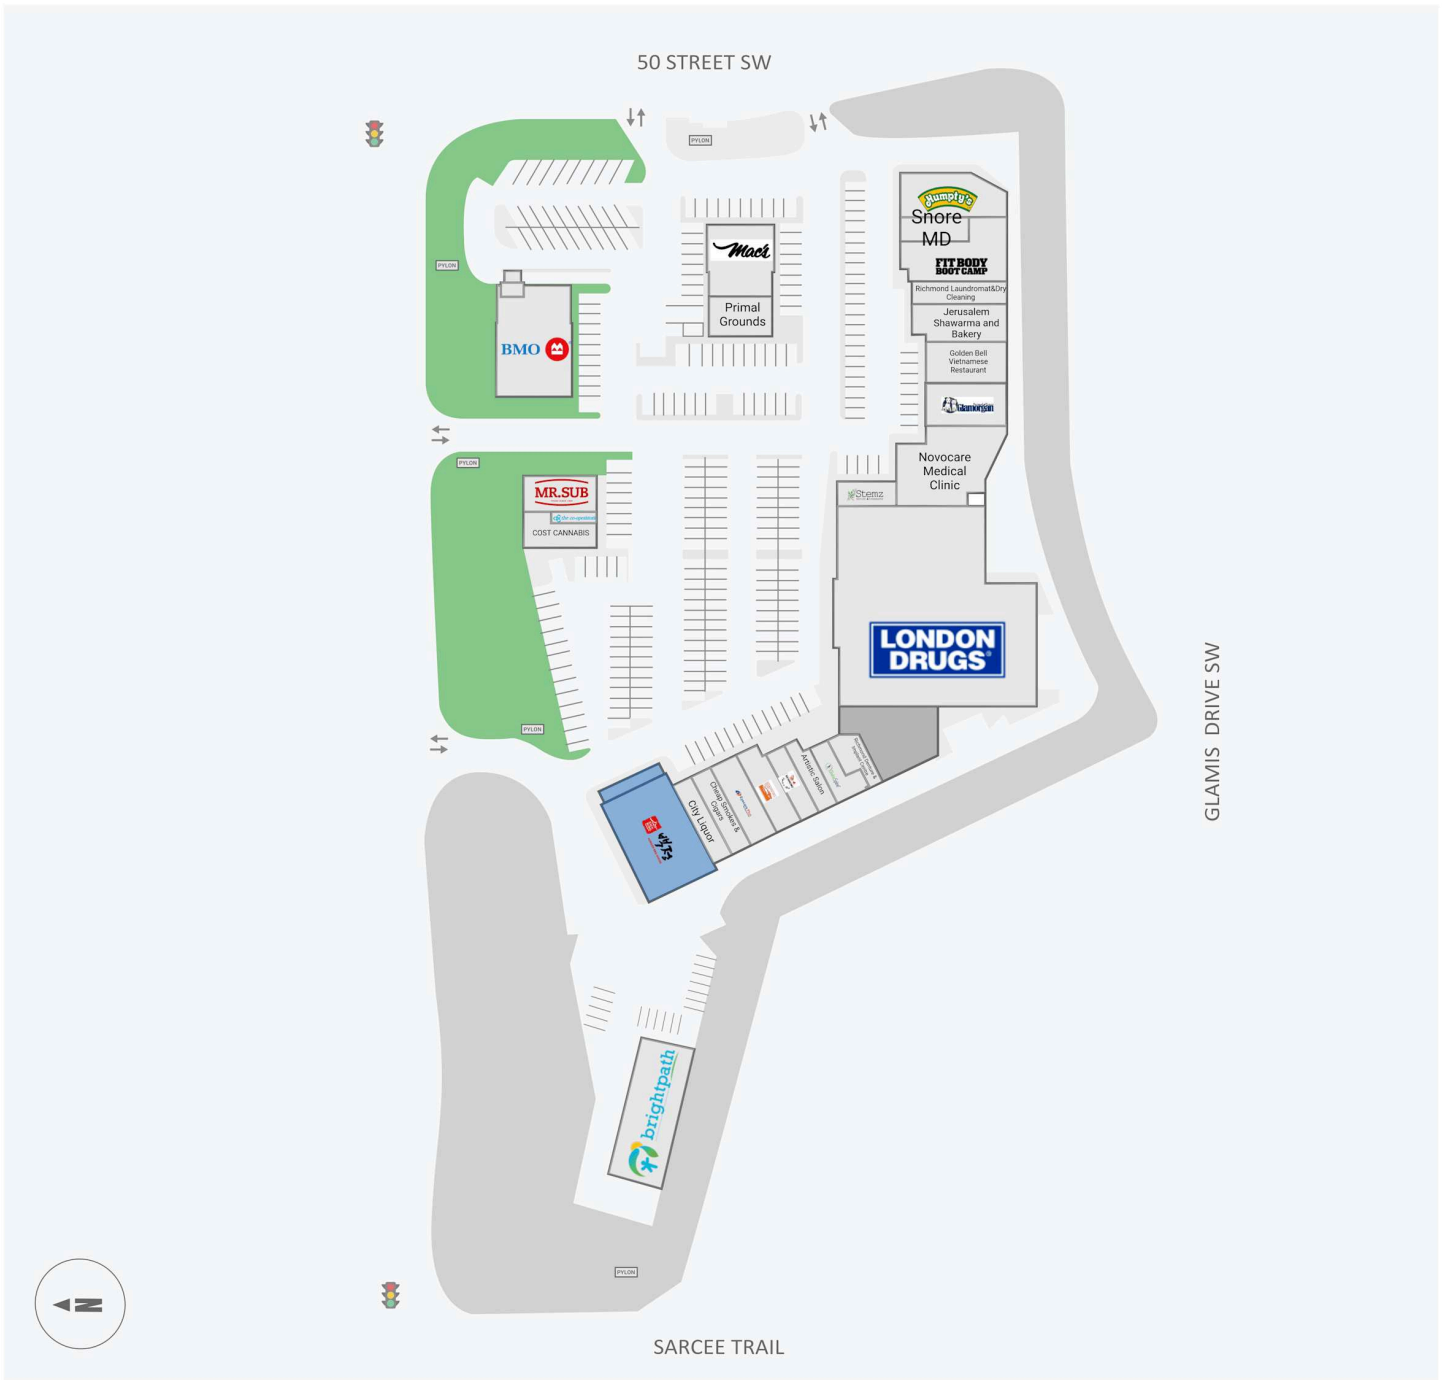 50 STREET SW
PYLON
Humpty's
Snore
MD
FIT BODY
BOOT CAMP
Mac's
PYLON
Richmond Laundromat&Dry
Cleaning
Primal
Grounds
Jerusalem
Shawarma and
Bakery
BMO
Golden Bell
Vietnamese
Restaurant
Glamorgan
PYLON
Novocare
Medical
Clinic
MR.SUB
Stemz
COST CANNABIS
LONDON
DRUGS
GLAMIS DRIVE SW
PYLON
Artistic Salon
Cheap Smokes &
Cigars
City Liquor
brightpath
PYLON
N
SARCEE TRAIL